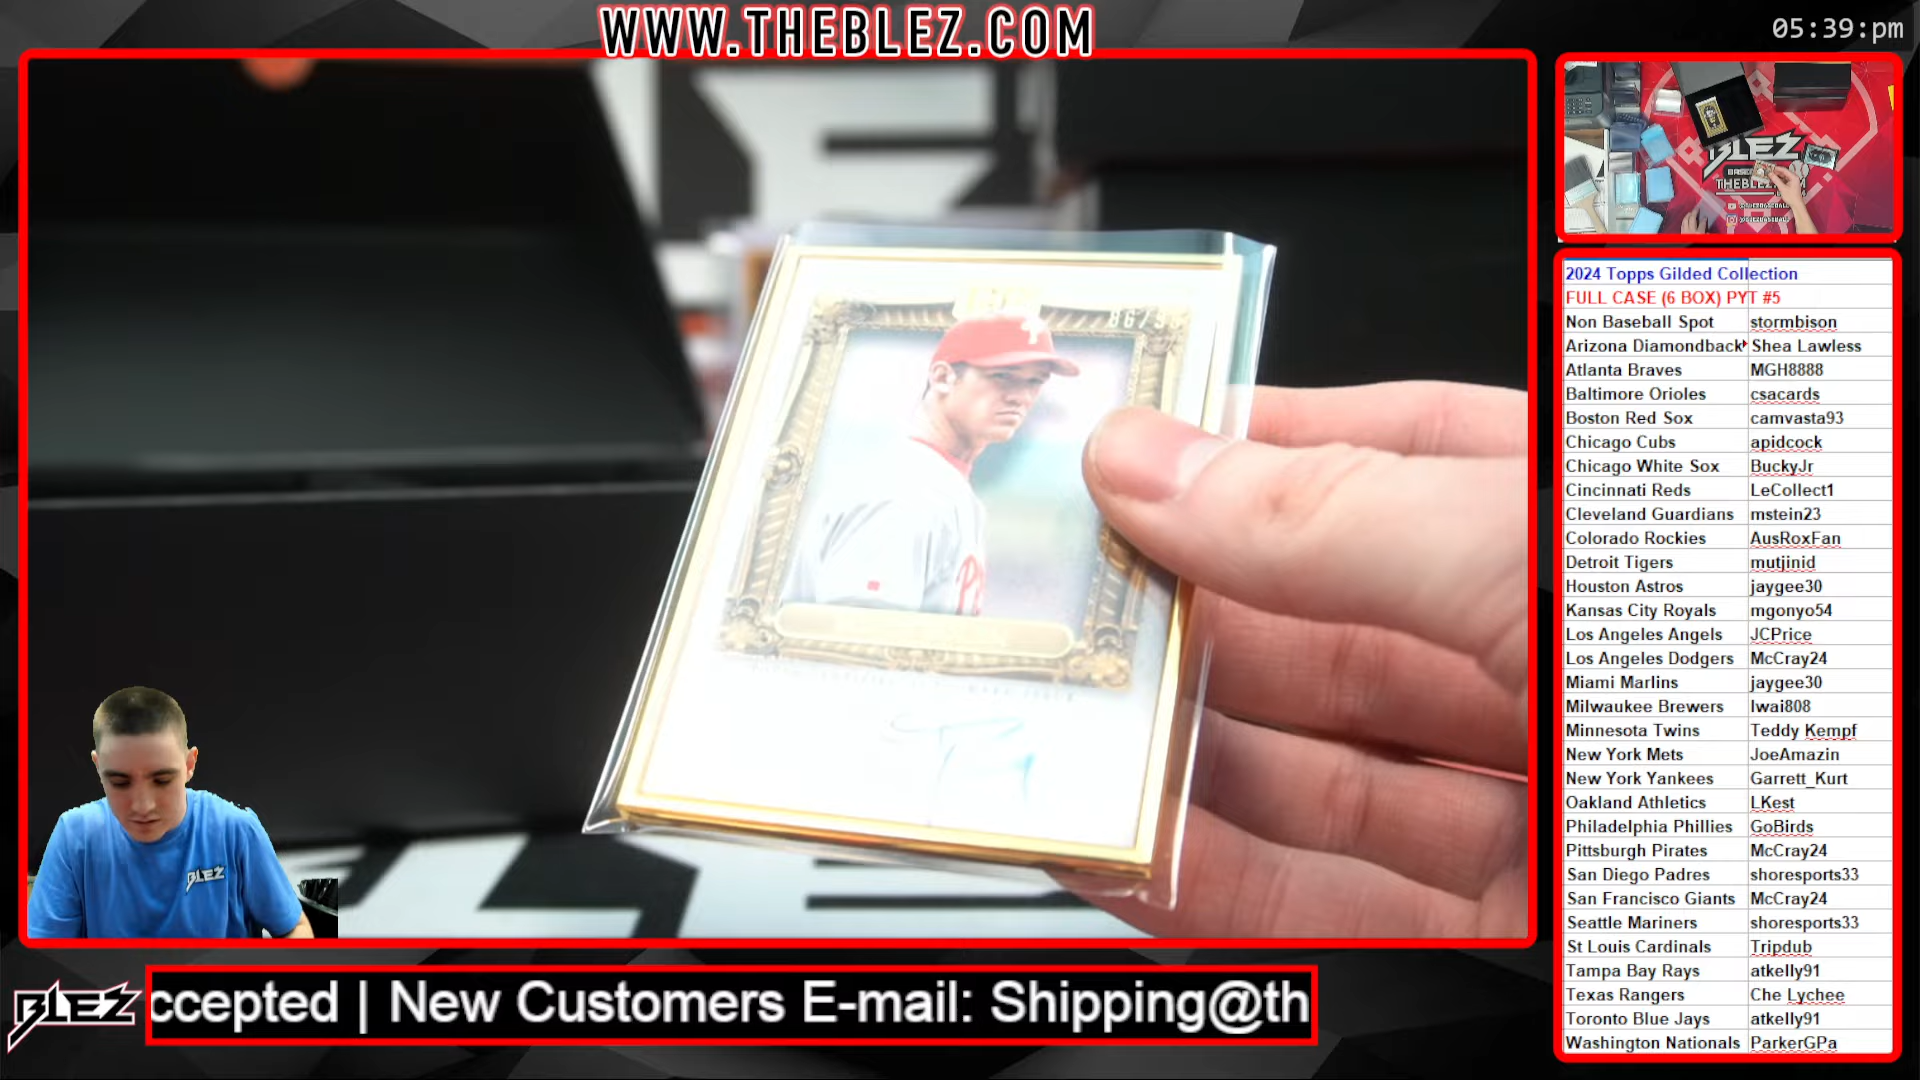 WWW.THEBLEZ.COM
05:39:pm
BLEZ
2024 Topps Gilded Collection
FULL CASE (6 BOX) PYT #5
Non Baseball Spot stormbison
Arizona Diamondback Shea Lawless
Atlanta Braves MGH8888
Baltimore Orioles csacards
Boston Red Sox camvasta93
Chicago Cubs apidcock
Chicago White Sox BuckyJr
Cincinnati Reds LeCollect1
Cleveland Guardians mstein23
Colorado Rockies AusRoxFan
Detroit Tigers mutjinid
Houston Astros jaygee30
Kansas City Royals mgonyo54
Los Angeles Angels JCPrice
Los Angeles Dodgers McCray24
Miami Marlins jaygee30
Milwaukee Brewers
Minnesota Twins Teddy Kempf
New York Mets JoeAmazin
New York Yankees Garrett_Kurt
Oakland Athletics LKest
Philadelphia Phillies GoBirds
Pittsburgh Pirates McCray24
San Diego Padres shoresports33
San Francisco Giants McCray24
Seattle Mariners shoresports33
St Louis Cardinals Tripdub
Tampa Bay Rays atkelly91
Texas Rangers Che Lychee
Toronto Blue Jays atkelly91
Washington Nationals ParkerGPa
BLEZ
BLEZ
ccepted | New Customers E-mail: Shipping@th